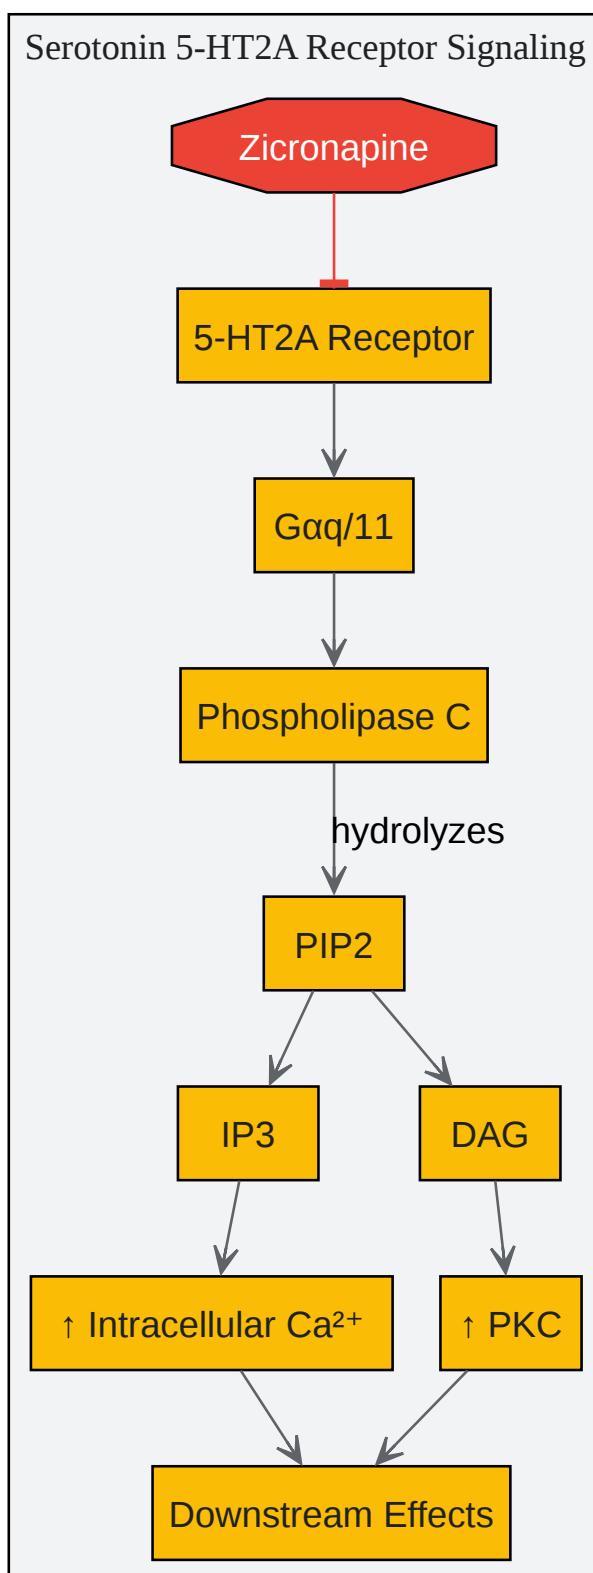 Serotonin 5-HT2A Receptor Signaling
Zicronapine
5-HT2A Receptor
Gαq/11
Phospholipase C
hydrolyzes
PIP2
IP3
DAG
↑ Intracellular Ca²⁺
↑ PKC
Downstream Effects